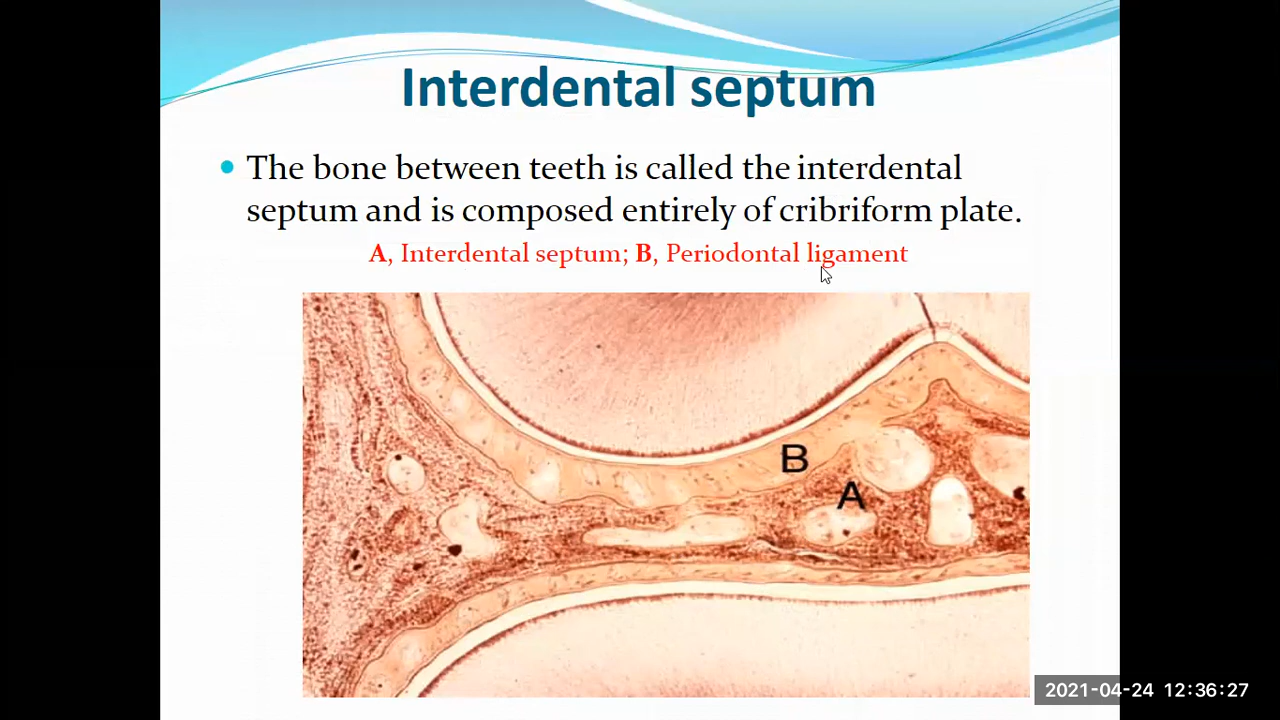 Interdental septum
• The bone between teeth is called the interdental
septum and is composed entirely of cribriform plate.
A, Interdental septum; B, Periodontal ligament
B
A
2021-04-24 12:36:27